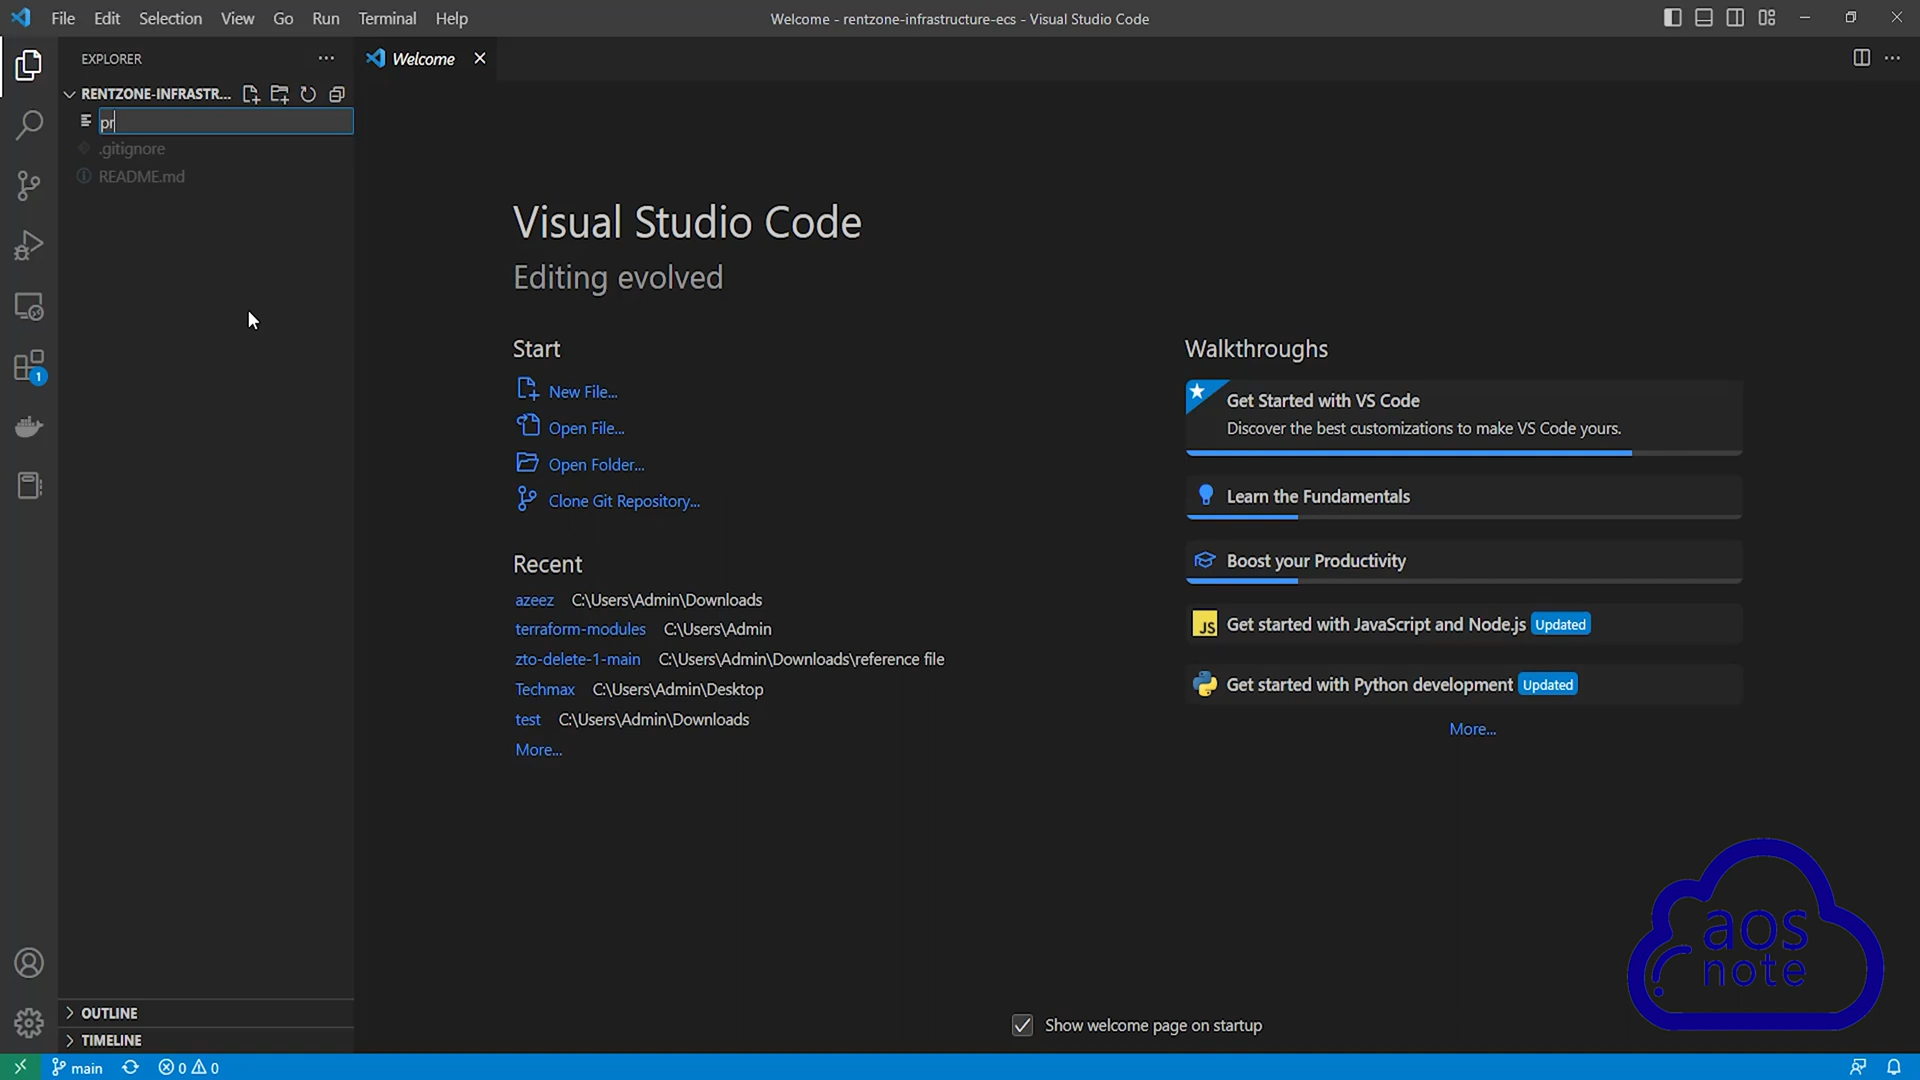 File Edit Selection View Go Run Terminal Help
Welcome - rentzone-infrastructure-ecs - Visual Studio Code
EXPLORER
Welcome
RENTZONE-INFRASTR...
pr
.gitignore
README.md
Visual Studio Code
Editing evolved
Start
New File...
Open File...
Open Folder...
Clone Git Repository...
Recent
azeez C:\Users\Admin\Downloads
terraform-modules C:\Users\Admin
zto-delete-1-main C:\Users\Admin\Downloads\reference file
Techmax C:\Users\Admin\Desktop
test C:\Users\Admin\Downloads
More...
Walkthroughs
Get Started with VS Code
Discover the best customizations to make VS Code yours.
Learn the Fundamentals
Boost your Productivity
JS Get started with JavaScript and Node.js Updated
Get started with Python development Updated
More...
1
aos
note
Show welcome page on startup
OUTLINE
TIMELINE
main 0 0